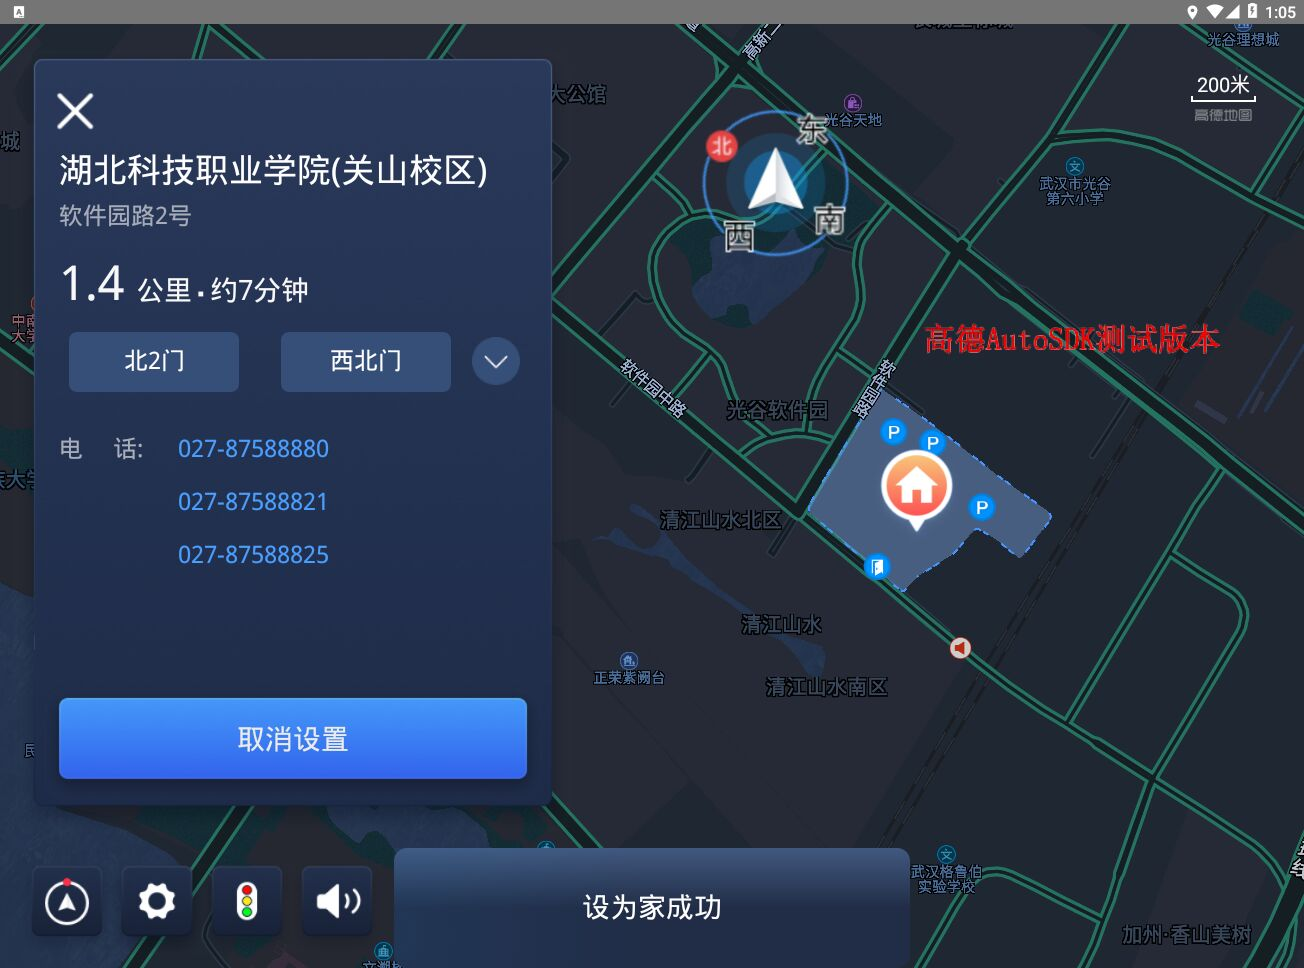 A
1:05
200米
高德地图
湖北科技职业学院(关山校区)
软件园路2号
1.4 公里·约7分钟
北2门
西北门
电 话: 027-87588880
027-87588821
027-87588825
取消设置
设为家成功
高德AutoSDK测试版本
北
东
南
西
光谷天地
光谷理想城
武汉市光谷
第六小学
大公馆
城
高新二
软件园中路
软件园路
光谷软件园
P
P
P
清江山水北区
清江山水
清江山水南区
正荣紫阙台
武汉格鲁伯
实验学校
加州·香山美树